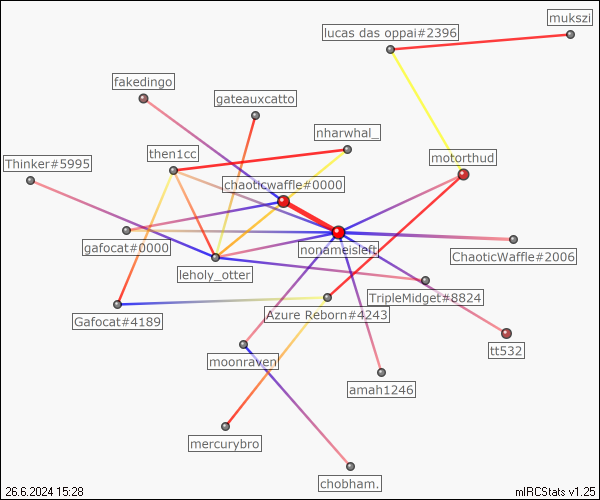 mukszi
lucas das oppai#2396
fakedingo
gateauxcatto
nharwhal_
then1cc
motorthud
Thinker#5995
chaoticwaffle#0000
gafocat#0000
nonameisleft
ChaoticWaffle#2006
leholy_otter
TripleMidget#8824
Gafocat#4189
Azure Reborn#4243
tt532
moonraven
amah1246
mercurybro
chobham.
26.6.2024 15:28
mIRCStats v1.25